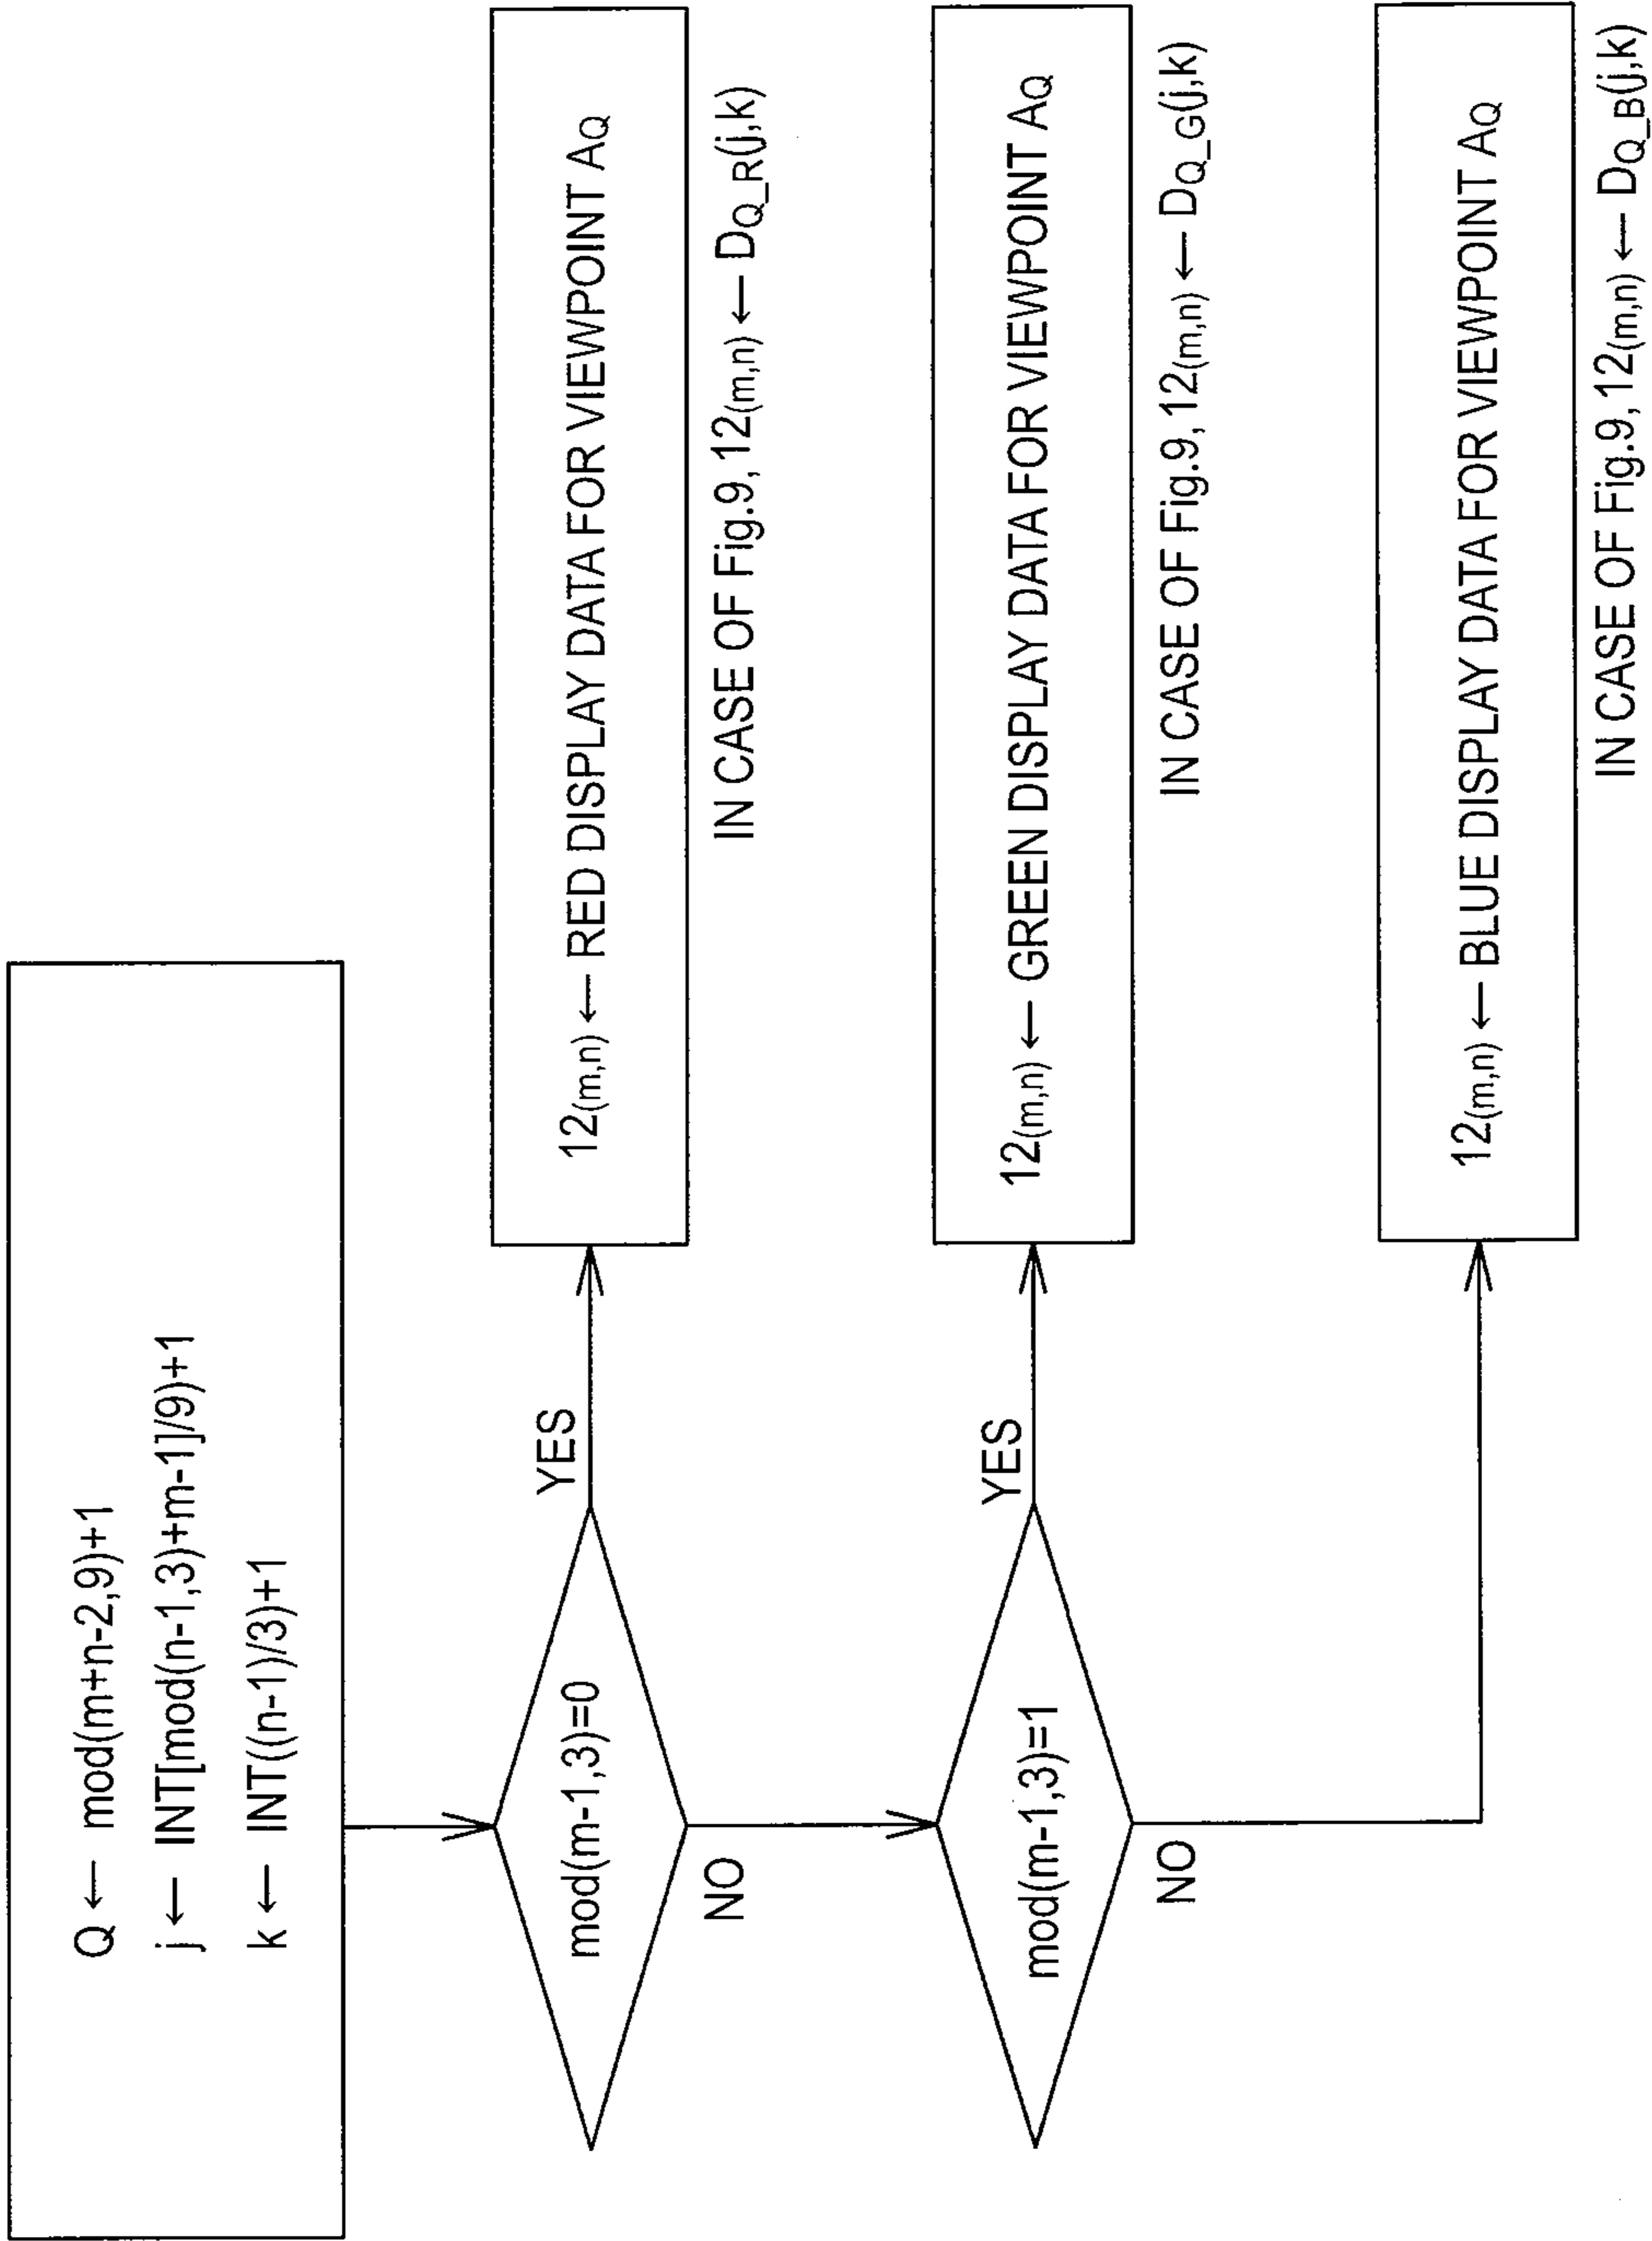 Q ← mod(m+n-2,9)+1
j ← INT[mod(n-1,3)+m-1]/9)+1
k ← INT((n-1)/3)+1
mod(m-1,3)=0
YES
12(m,n) ← RED DISPLAY DATA FOR VIEWPOINT AQ
IN CASE OF Fig.9, 12(m,n) ← DQ_R(j,k)
NO
mod(m-1,3)=1
YES
12(m,n) ← GREEN DISPLAY DATA FOR VIEWPOINT AQ
IN CASE OF Fig.9, 12(m,n) ← DQ_G(j,k)
NO
12(m,n) ← BLUE DISPLAY DATA FOR VIEWPOINT AQ
IN CASE OF Fig.9, 12(m,n) ← DQ_B(j,k)